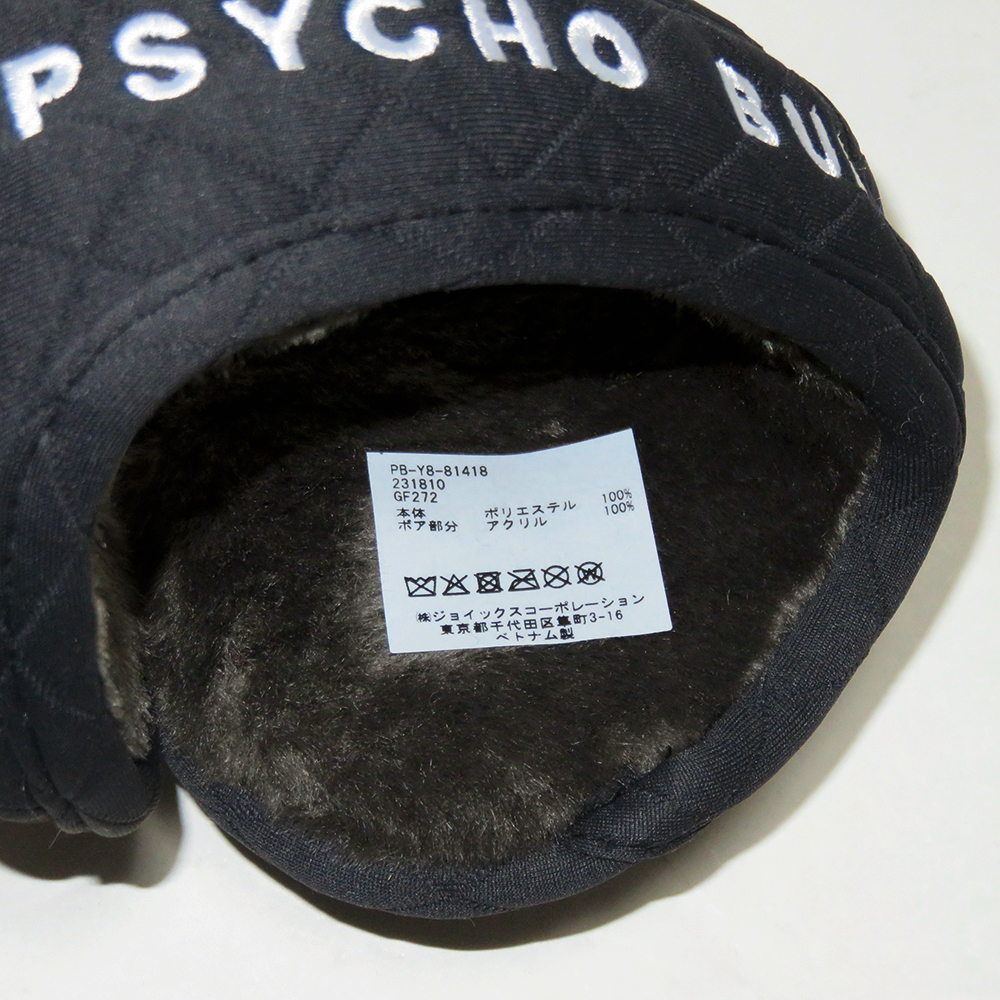 PSYCHO BU
PB-Y8-81418
231810
GF272
本体 ポリエステル 100%
ボア部分 アクリル 100%
㈱ジョイックスコーポレーション
東京都千代田区隼町3-16
ベトナム製